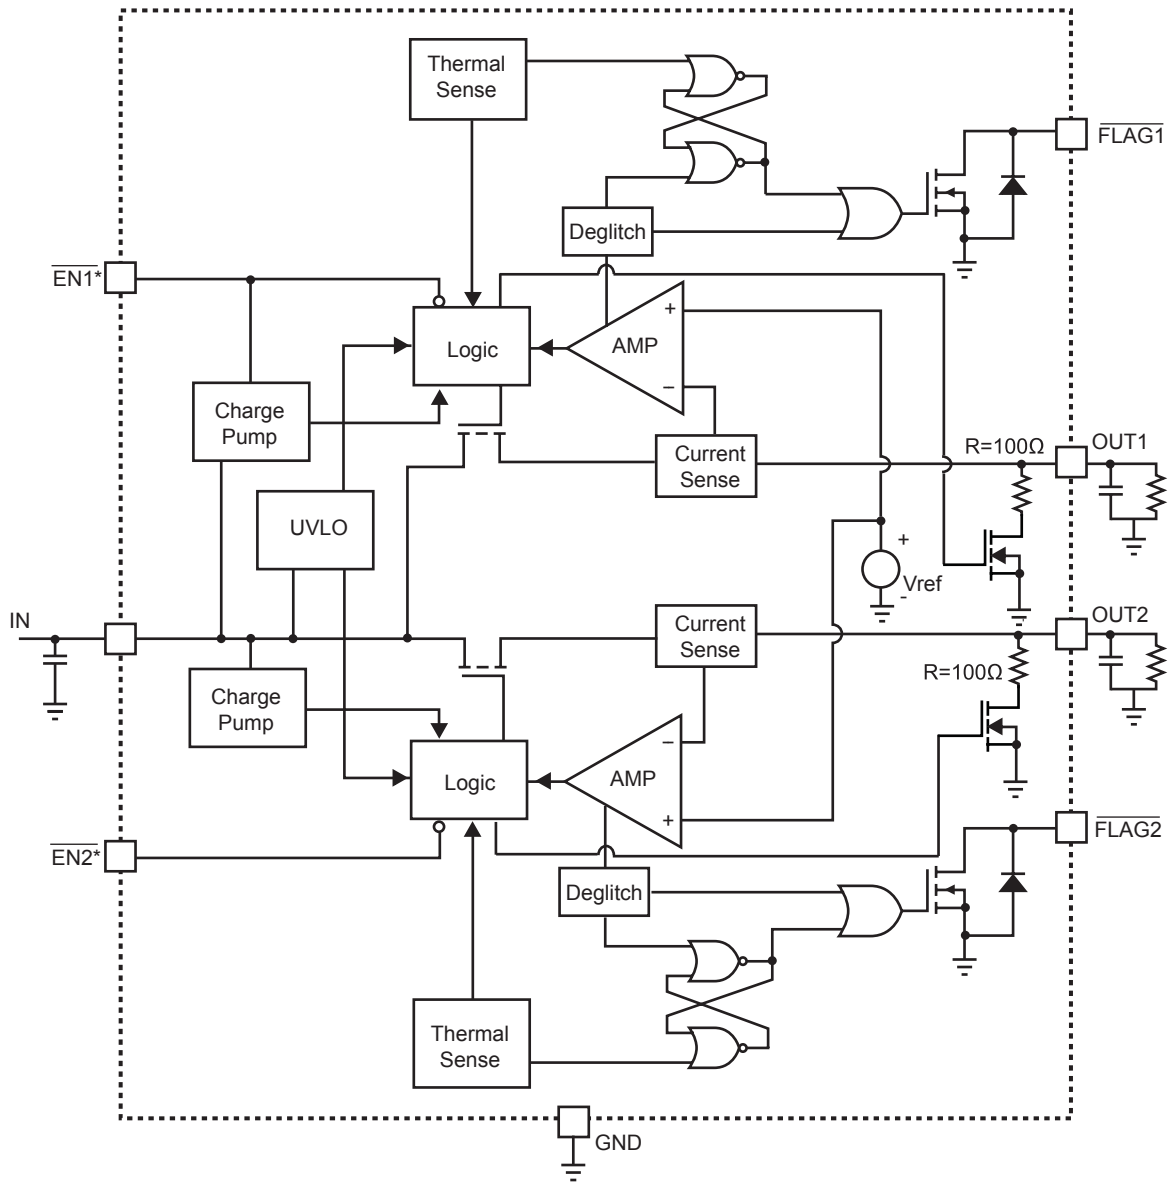 Thermal
Sense
FLAG1
Deglitch
EN1*
+
Logic
AMP
−
Charge
Pump
Current
Sense
R=100Ω
OUT1
UVLO
+
Vref
-
IN
Current
Sense
OUT2
Charge
Pump
R=100Ω
−
Logic
AMP
+
FLAG2
EN2*
Deglitch
Thermal
Sense
GND